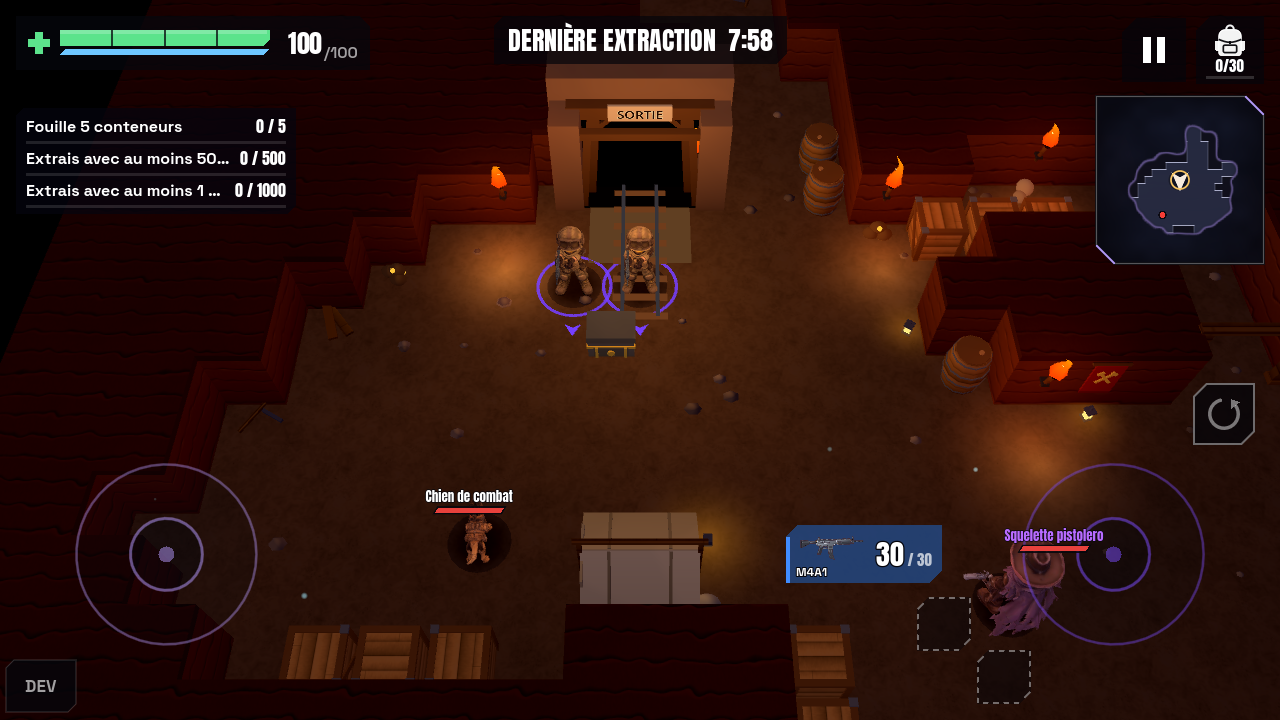 100/100
DERNIÈRE EXTRACTION 7:58
0/30
Fouille 5 conteneurs 0 / 5
Extrais avec au moins 50... 0 / 500
Extrais avec au moins 1 ... 0 / 1000
SORTIE
Chien de combat
Squelette pistolero
M4A1 30 / 30
DEV